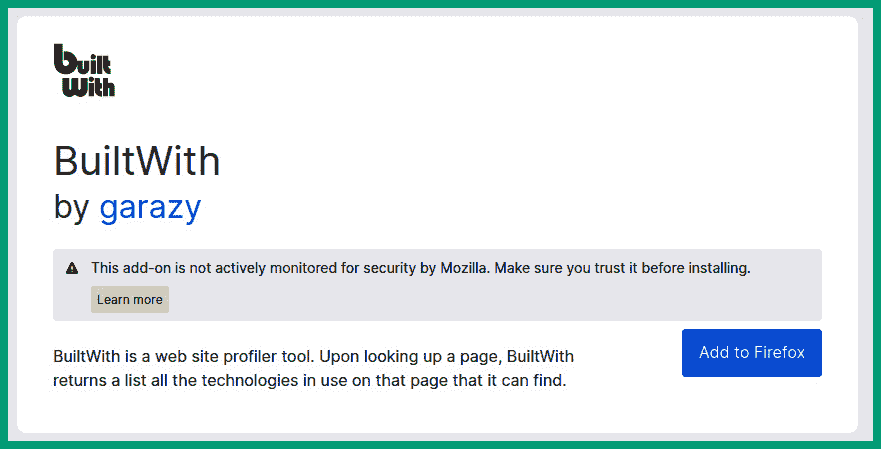 built
with
BuiltWith
by garazy
This add-on is not actively monitored for security by Mozilla. Make sure you trust it before installing.
Learn more
BuiltWith is a web site profiler tool. Upon looking up a page, BuiltWith
returns a list all the technologies in use on that page that it can find.
Add to Firefox